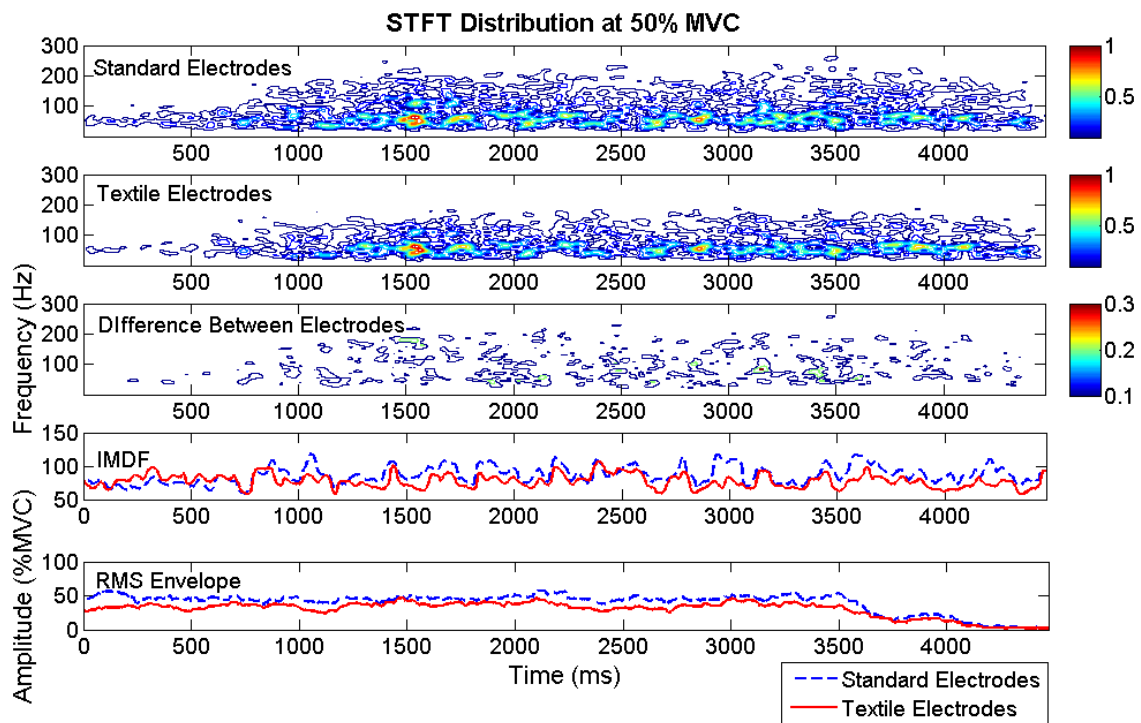 STFT Distribution at 50% MVC
300
200
100
Standard Electrodes
500 1000 1500 2000 2500 3000 3500 4000
1
0.5
300
200
100
Textile Electrodes
500 1000 1500 2000 2500 3000 3500 4000
1
0.5
Frequency (Hz)
300
200
100
DIfference Between Electrodes
500 1000 1500 2000 2500 3000 3500 4000
0.3
0.2
0.1
150
100
50
IMDF
0 500 1000 1500 2000 2500 3000 3500 4000
Amplitude (%MVC)
100
50
0
RMS Envelope
0 500 1000 1500 2000 2500 3000 3500 4000
Time (ms)
Standard Electrodes
Textile Electrodes